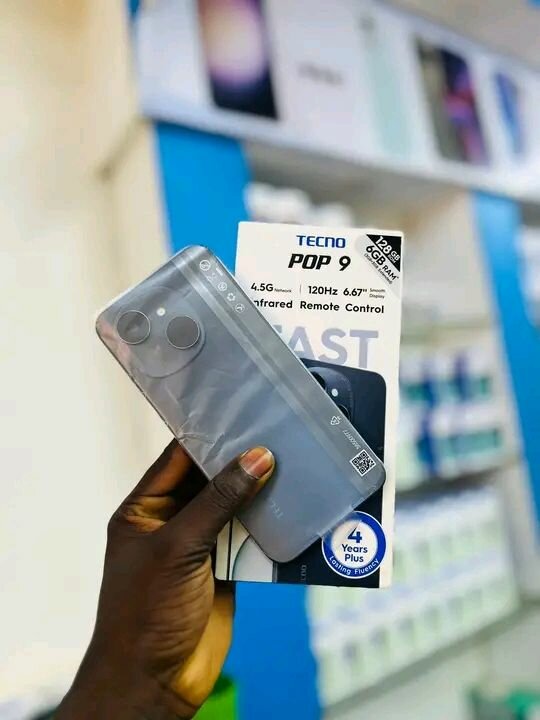 TECNO
POP 9
128GB
6GB RAM*
4.5G Network
120Hz 6.67" Smooth Display
Infrared Remote Control
FAST
4
Years
Plus
Lasting Fluency